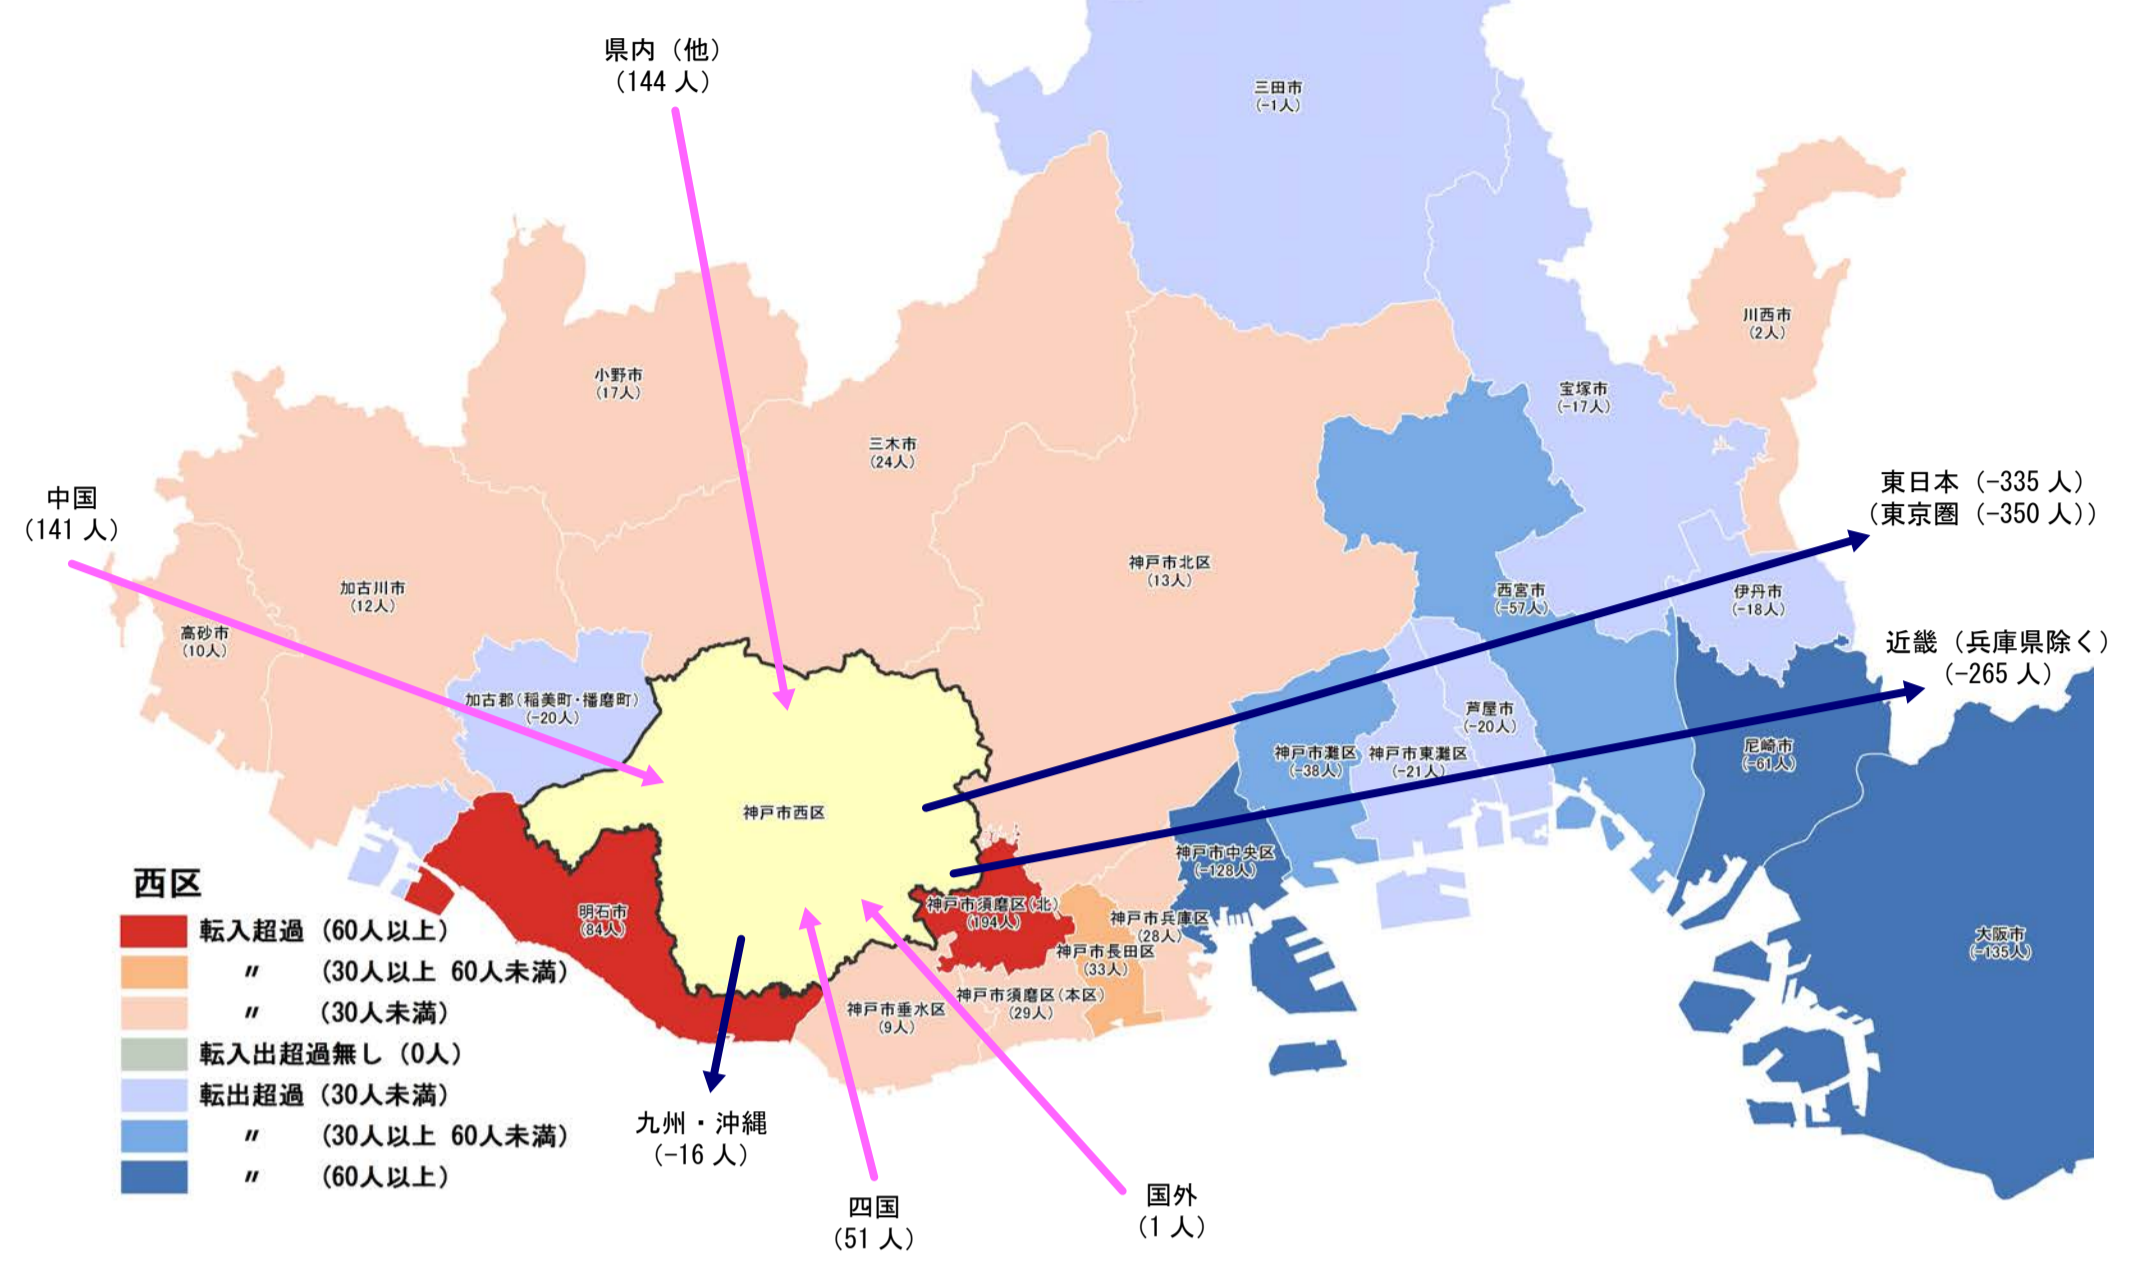 県内（他）
（144 人）
三田市
（-1人）
川西市
（2人）
小野市
（17人）
宝塚市
（-17人）
三木市
（24人）
東日本（-335 人）
（東京圏（-350 人））
中国
（141 人）
神戸市北区
（13人）
加古川市
（12人）
西宮市
（-57人）
伊丹市
（-18人）
高砂市
（10人）
近畿（兵庫県除く）
（-265 人）
加古郡（稲美町・播磨町）
（-20人）
芦屋市
（-20人）
神戸市灘区
（-38人）
神戸市東灘区
（-21人）
尼崎市
（-61人）
神戸市西区
神戸市中央区
（-128人）
明石市
（84人）
神戸市須磨区（北）
（194人）
神戸市兵庫区
（28人）
神戸市長田区
（33人）
大阪市
（-135人）
神戸市垂水区
（9人）
神戸市須磨区（本区）
（29人）
西区
転入超過（60人以上）
〃 （30人以上 60人未満）
〃 （30人未満）
転入出超過無し（0人）
転出超過（30人未満）
〃 （30人以上 60人未満）
〃 （60人以上）
九州・沖縄
（-16 人）
四国
（51 人）
国外
（1 人）